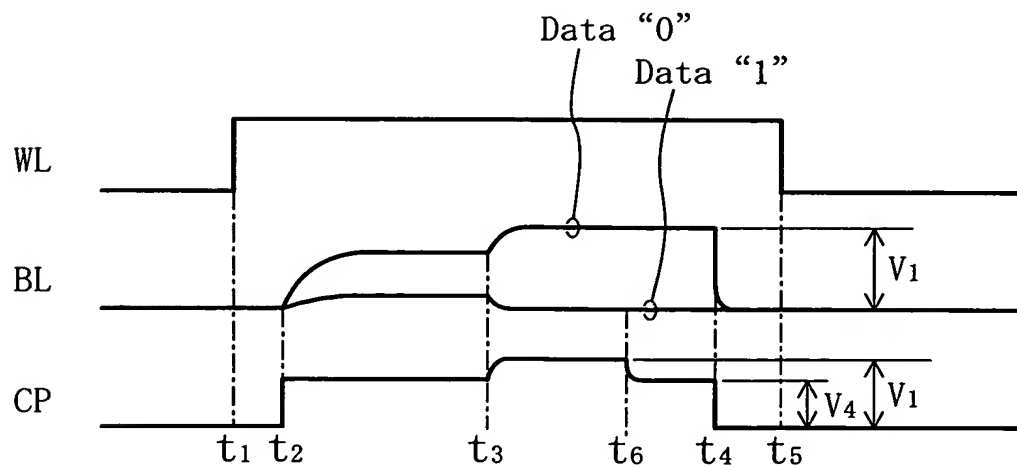 Data “0”
Data “1”
WL
BL
V1
CP
V4
V1
t1 t2 t3 t6 t4 t5